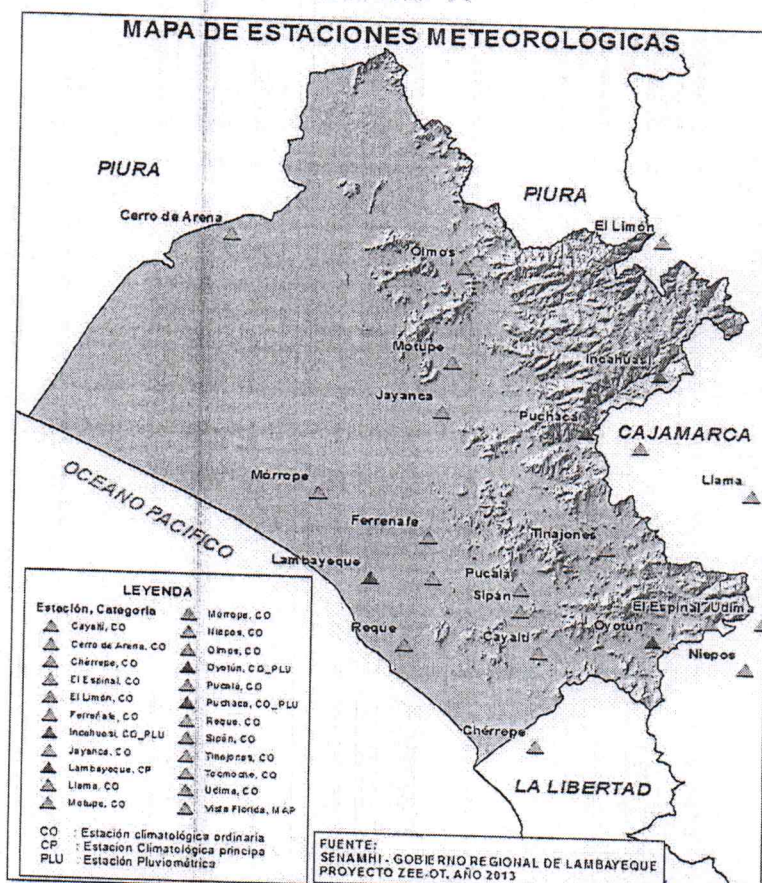 MAPA DE ESTACIONES METEOROLÓGICAS
PIURA
PIURA
Cerro de Arena
El Limón
Olmos
Motupe
Incahuasi
Jayanca
Puchaca
CAJAMARCA
Llama
Mórrope
OCEANO PACIFICO
Ferrenafe
Tinajones
Lambayeque
Pucalá
Sipán
El Espinal Udima
Oyotún
Reque
Cayaltí
Niepos
Chérrepe
LA LIBERTAD
LEYENDA
Estación, Categoria
Cayaltí, CO
Cerro de Arena, CO
Chérrepe, CO
El Espinal, CO
El Limón, CO
Ferreñafe, CO
Incahuasi, CO_PLU
Jayanca, CO
Lambayeque, CP
Llama, CO
Motupe, CO
Mórrope, CO
Niepos, CO
Olmos, CO
Oyotún, CO_PLU
Pucalá, CO
Puchaca, CO_PLU
Reque, CO
Sipán, CO
Tinajones, CO
Tocmoche, CO
Udima, CO
Vista Florida, MAP
CO : Estación climatológica ordinaria
CP : Estacion Climatológica principa
PLU : Estación Pluviométrica
FUENTE:
SENAMHI - GOBIERNO REGIONAL DE LAMBAYEQUE
PROYECTO ZEE-OT. AÑO 2013